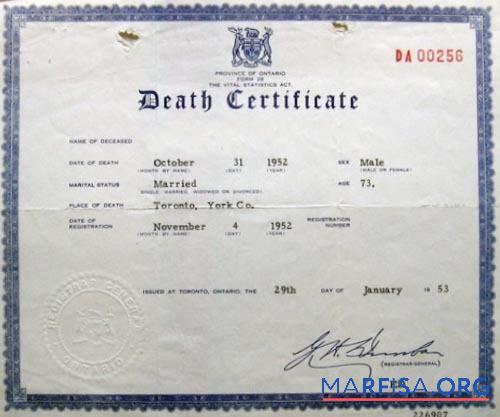 DA 00256
PROVINCE OF ONTARIO
FORM 28
THE VITAL STATISTICS ACT.
Death Certificate
NAME OF DECEASED
DATE OF DEATH October 31 1952 SEX Male
(MONTH BY NAME) (DAY) (YEAR) (MALE OR FEMALE)
MARITAL STATUS Married AGE 73.
SINGLE, MARRIED, WIDOWED OR DIVORCED)
PLACE OF DEATH Toronto, York Co.
DATE OF REGISTRATION November 4 1952 REGISTRATION NUMBER
(MONTH BY NAME) (DAY) (YEAR)
REGISTRAR GENERAL
ISSUED AT TORONTO, ONTARIO, THE 29th DAY OF January 19 53
(REGISTRAR-GENERAL)
MARFISA.ORG
226907